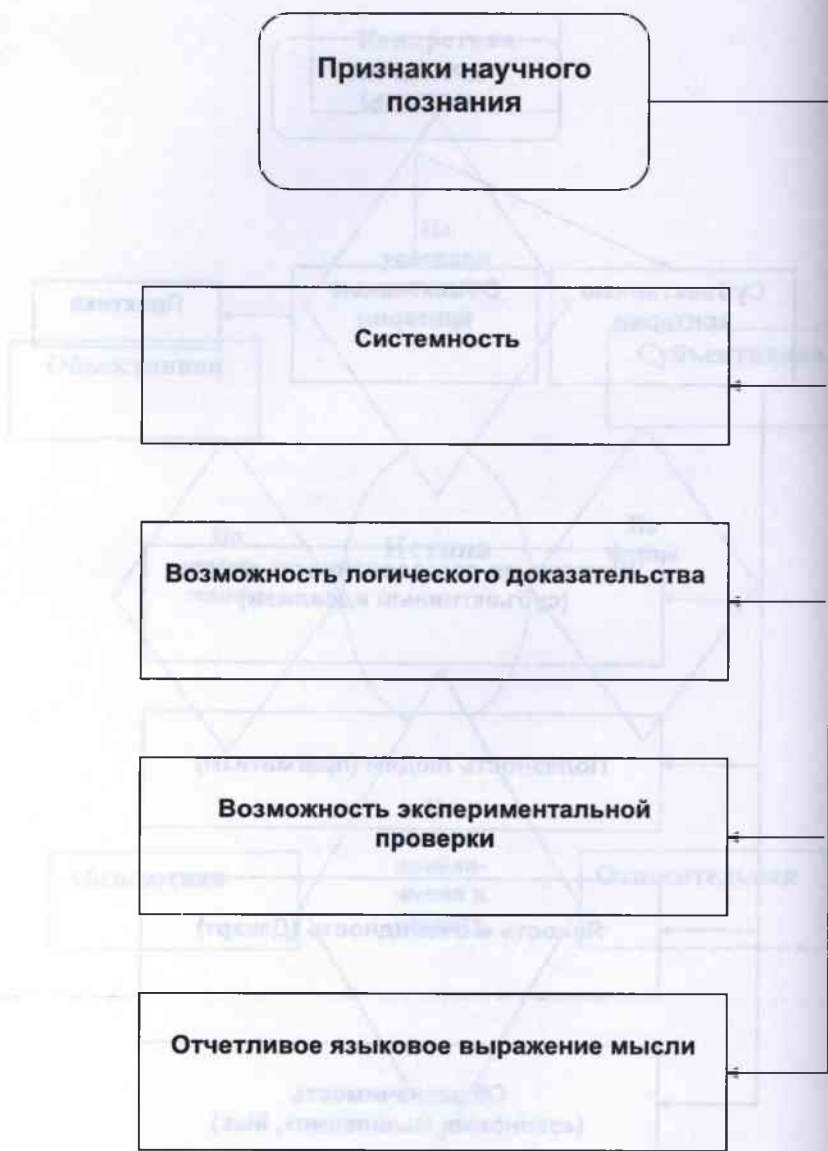 Признаки научного
познания
Системность
Возможность логического доказательства
Возможность экспериментальной
проверки
Отчетливое языковое выражение мысли